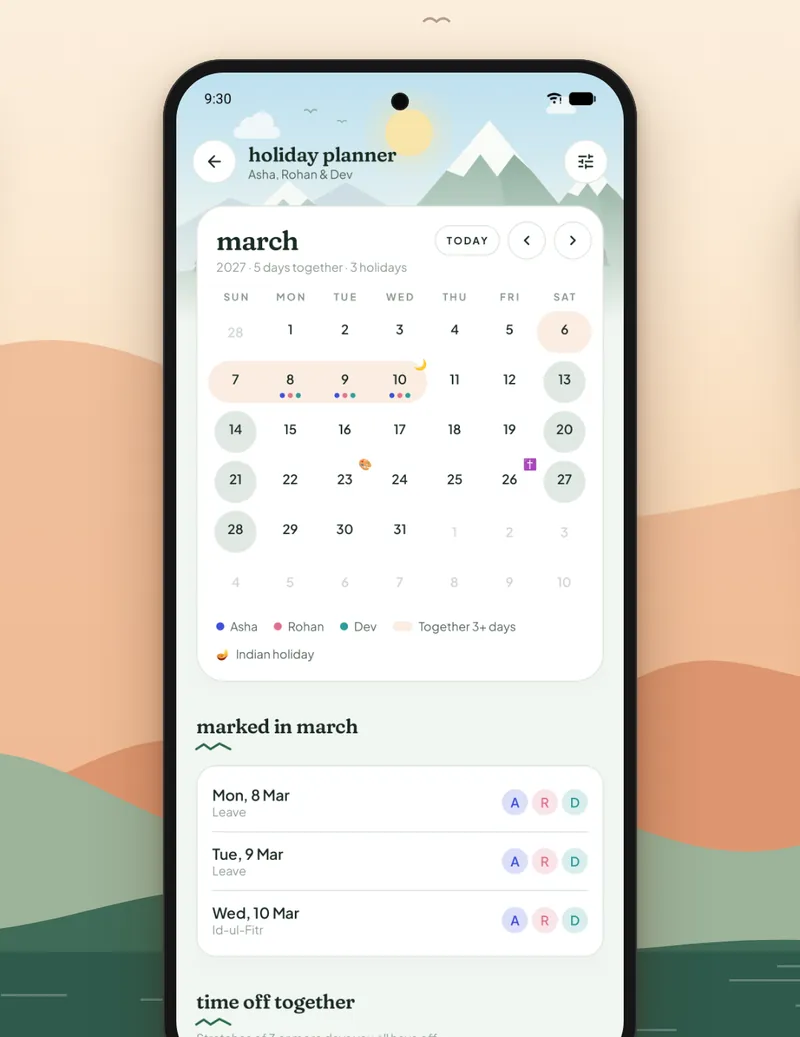 9:30
holiday planner
Asha, Rohan & Dev
march
TODAY
2027 · 5 days together · 3 holidays
SUN MON TUE WED THU FRI SAT
28 1 2 3 4 5 6
7 8 9 10 11 12 13
14 15 16 17 18 19 20
21 22 23 24 25 26 27
28 29 30 31 1 2 3
4 5 6 7 8 9 10
Asha Rohan Dev Together 3+ days
Indian holiday
marked in march
Mon, 8 Mar
Leave
A R D
Tue, 9 Mar
Leave
A R D
Wed, 10 Mar
Id-ul-Fitr
A R D
time off together